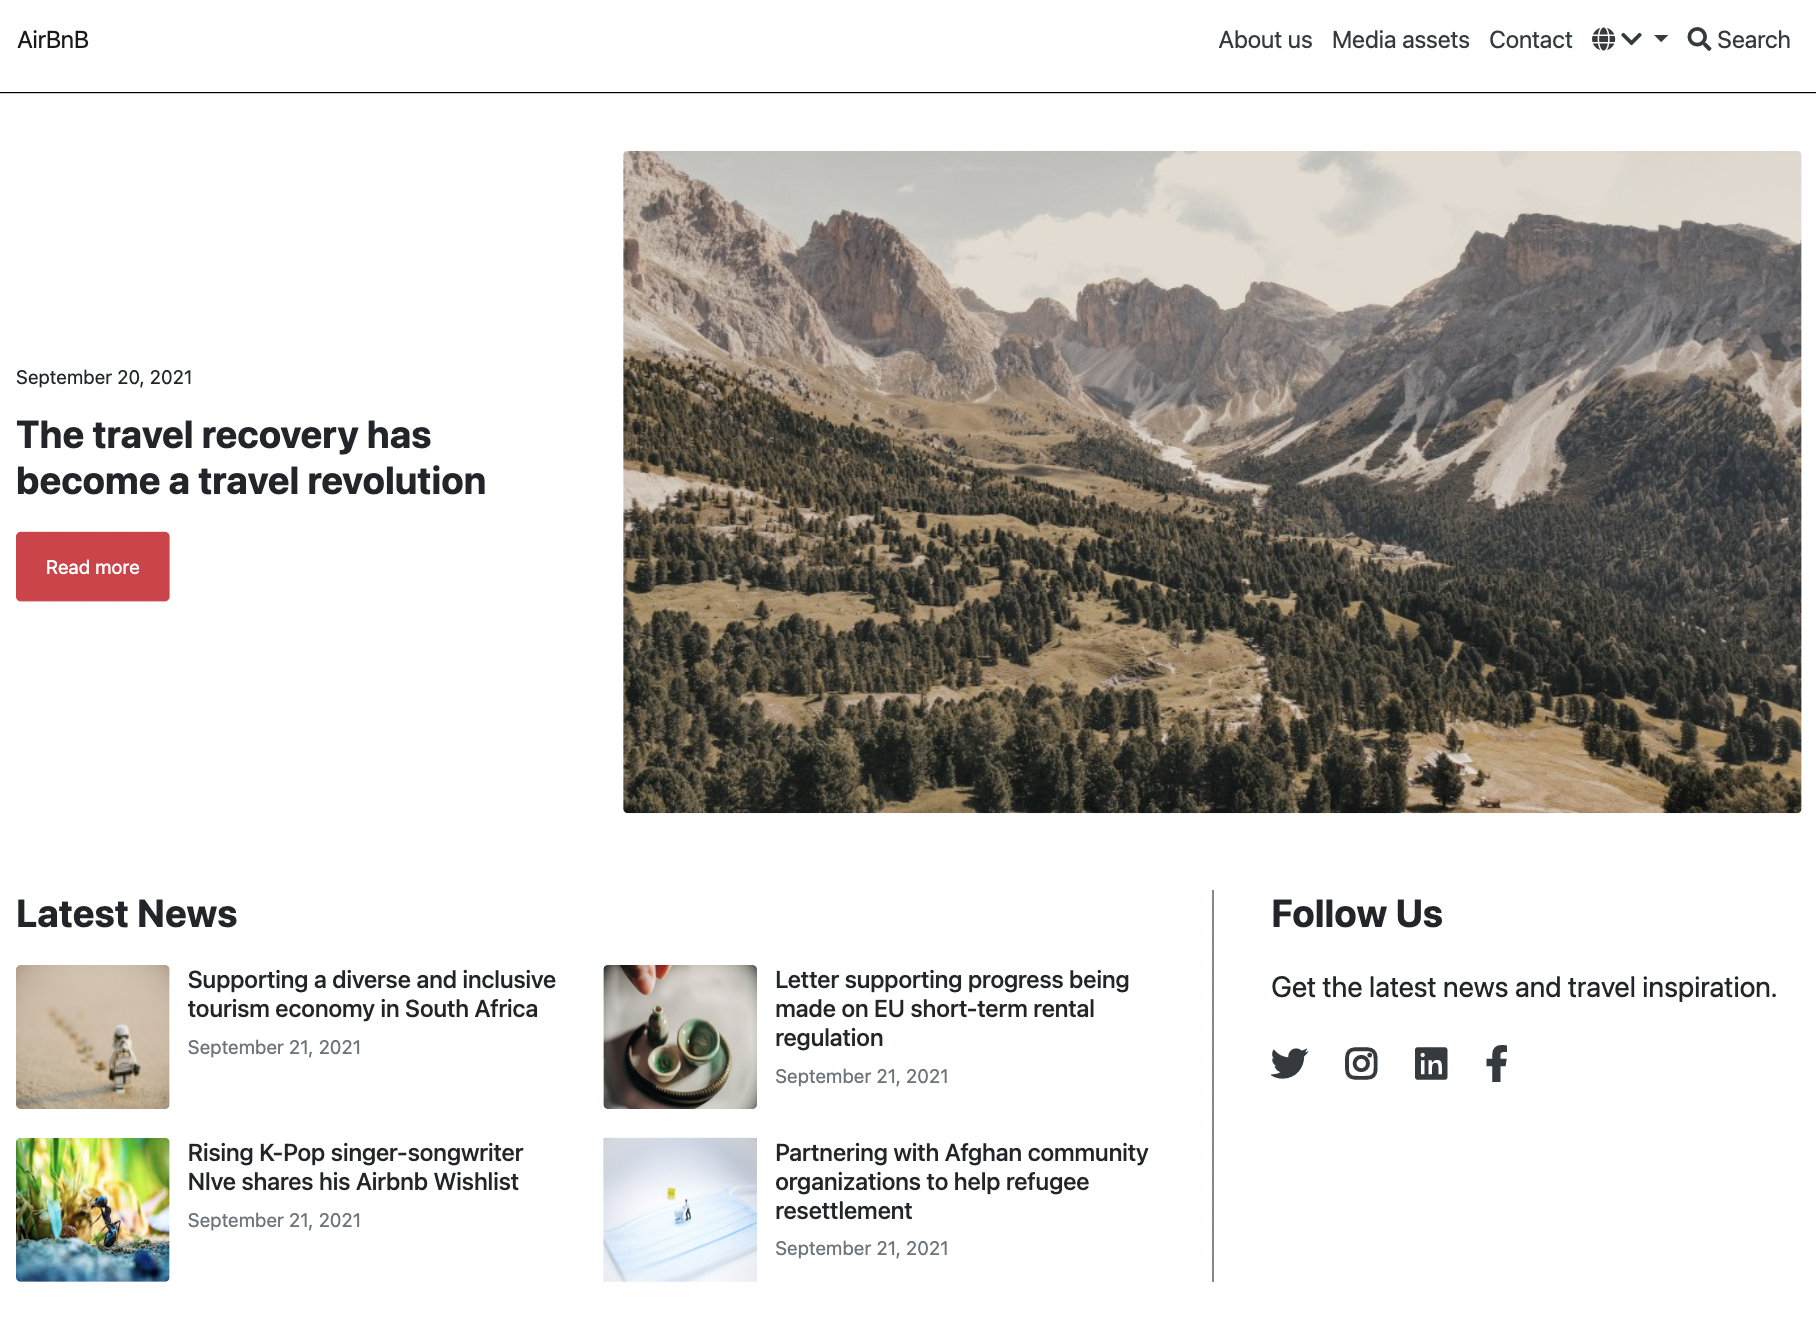 AirBnB
About us
Media assets
Contact
Search
September 20, 2021
The travel recovery has
become a travel revolution
Read more
Latest News
Supporting a diverse and inclusive
tourism economy in South Africa
September 21, 2021
Letter supporting progress being
made on EU short-term rental
regulation
September 21, 2021
Rising K-Pop singer-songwriter
Nlve shares his Airbnb Wishlist
September 21, 2021
Partnering with Afghan community
organizations to help refugee
resettlement
September 21, 2021
Follow Us
Get the latest news and travel inspiration.